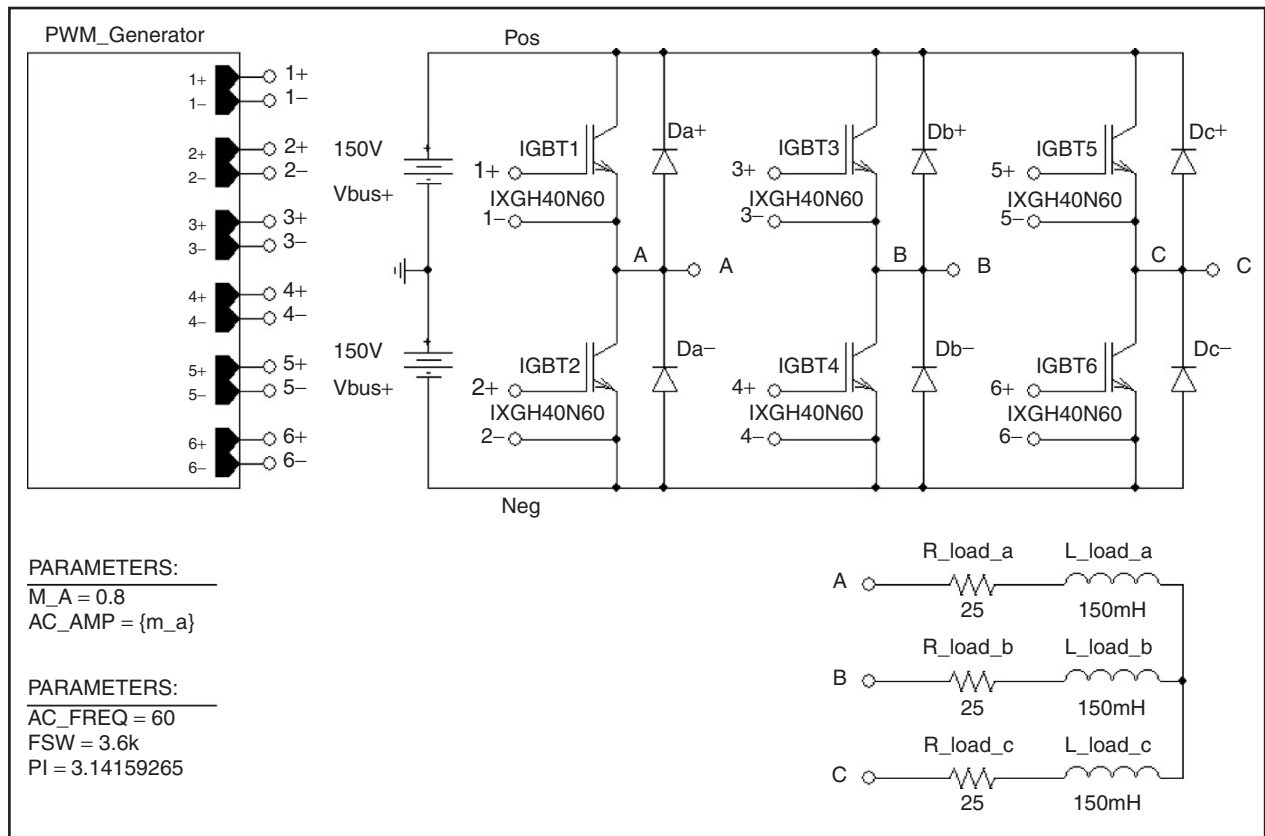 PWM_Generator
1+
1−
1+
1−
2+
2−
2+
2−
3+
3−
3+
3−
4+
4−
4+
4−
5+
5−
5+
5−
6+
6−
6+
6−
Pos
150V
+
Vbus+
150V
+
Vbus+
Neg
IGBT1
1+
IXGH40N60
1−
Da+
A
A
IGBT2
2+
IXGH40N60
2−
Da−
IGBT3
3+
IXGH40N60
3−
Db+
B
B
IGBT4
4+
IXGH40N60
4−
Db−
IGBT5
5+
IXGH40N60
5−
Dc+
C
C
IGBT6
6+
IXGH40N60
6−
Dc−
PARAMETERS:
M_A = 0.8
AC_AMP = {m_a}
PARAMETERS:
AC_FREQ = 60
FSW = 3.6k
PI = 3.14159265
R_load_a L_load_a
A
25 150mH
R_load_b L_load_b
B
25 150mH
R_load_c L_load_c
C
25 150mH